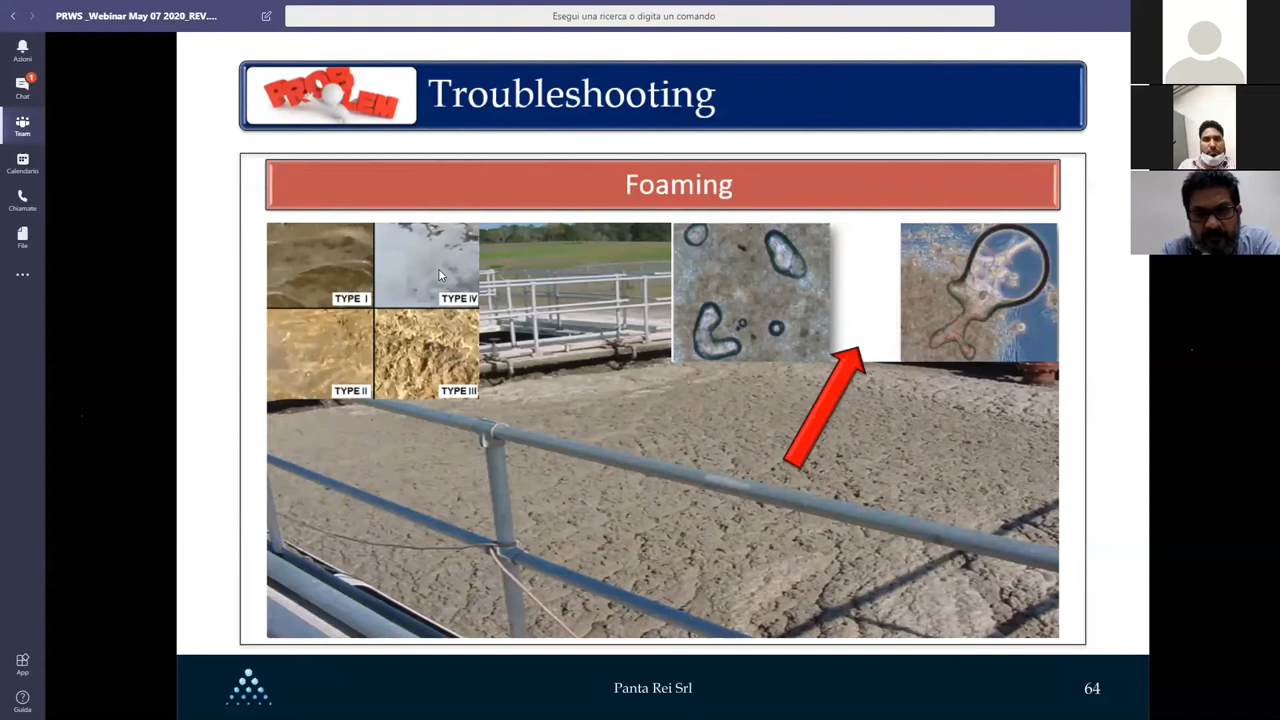 PRWS _Webinar May 07 2020_REV....
Esegui una ricerca o digita un comando
Azioni
1
Chat
Team
Calendario
Chiamate
File
App
Guida
PROBLEM
Troubleshooting
Foaming
TYPE I
TYPE IV
TYPE II
TYPE III
Panta Rei Srl
64